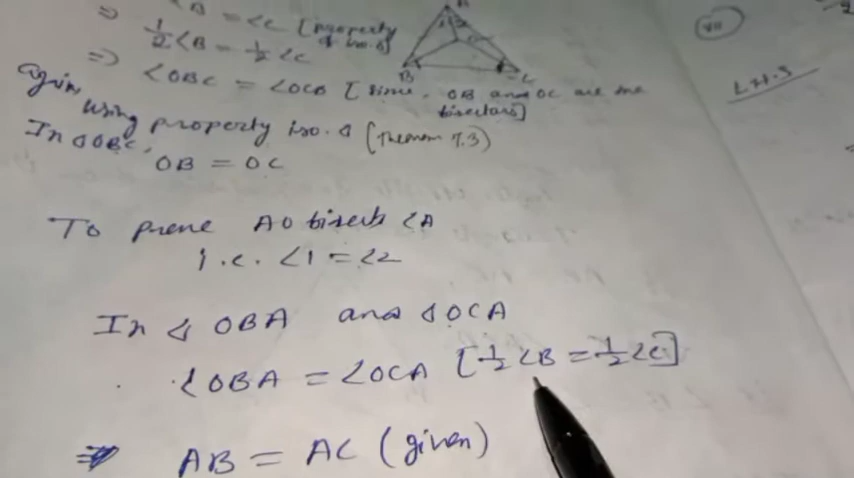 ⇒ ∠B = ∠C [property of iso. Δ]
½∠B = ½∠C
⇒ ∠OBC = ∠OCB [since, OB and OC are the bisectors]
Again,
using property iso. Δ (Theorem 7.3)
In Δ OBC,
OB = OC
To prove AO bisects ∠A
i.e. ∠1 = ∠2
In Δ OBA and Δ OCA
∠OBA = ∠OCA [½∠B = ½∠C]
⇒ AB = AC (given)
B
VII